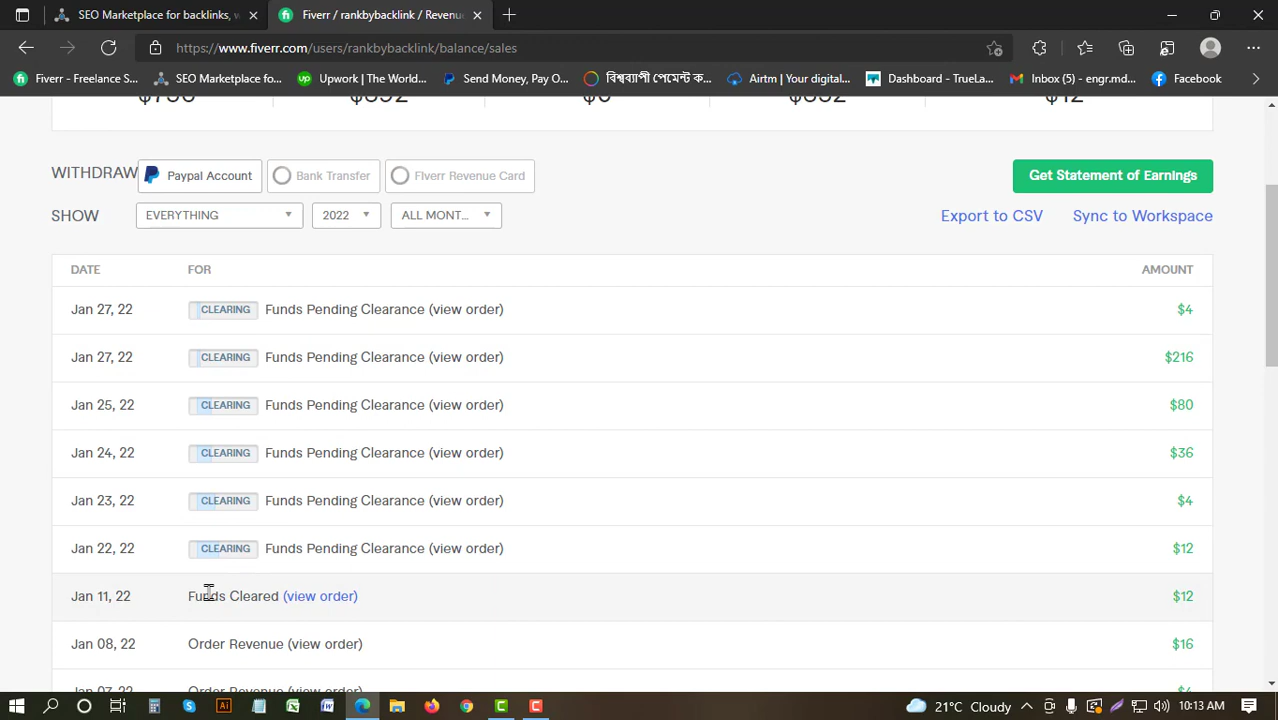 SEO Marketplace for backlinks, w
Fiverr / rankbybacklink / Revenu
https://www.fiverr.com/users/rankbybacklink/balance/sales
Fiverr - Freelance S...
SEO Marketplace fo...
Upwork | The World...
Send Money, Pay O...
বিশ্বব্যাপী পেমেন্ট ক...
Airtm | Your digital...
Dashboard - TrueLa...
Inbox (5) - engr.md...
Facebook
WITHDRAW
Paypal Account
Bank Transfer
FIverr Revenue Card
Get Statement of Earnings
SHOW
EVERYTHING
2022
ALL MONT...
Export to CSV
Sync to Workspace
DATE FOR AMOUNT
Jan 27, 22 CLEARING Funds Pending Clearance (view order) $4
Jan 27, 22 CLEARING Funds Pending Clearance (view order) $216
Jan 25, 22 CLEARING Funds Pending Clearance (view order) $80
Jan 24, 22 CLEARING Funds Pending Clearance (view order) $36
Jan 23, 22 CLEARING Funds Pending Clearance (view order) $4
Jan 22, 22 CLEARING Funds Pending Clearance (view order) $12
Jan 11, 22 Funds Cleared (view order) $12
Jan 08, 22 Order Revenue (view order) $16
21°C Cloudy
10:13 AM